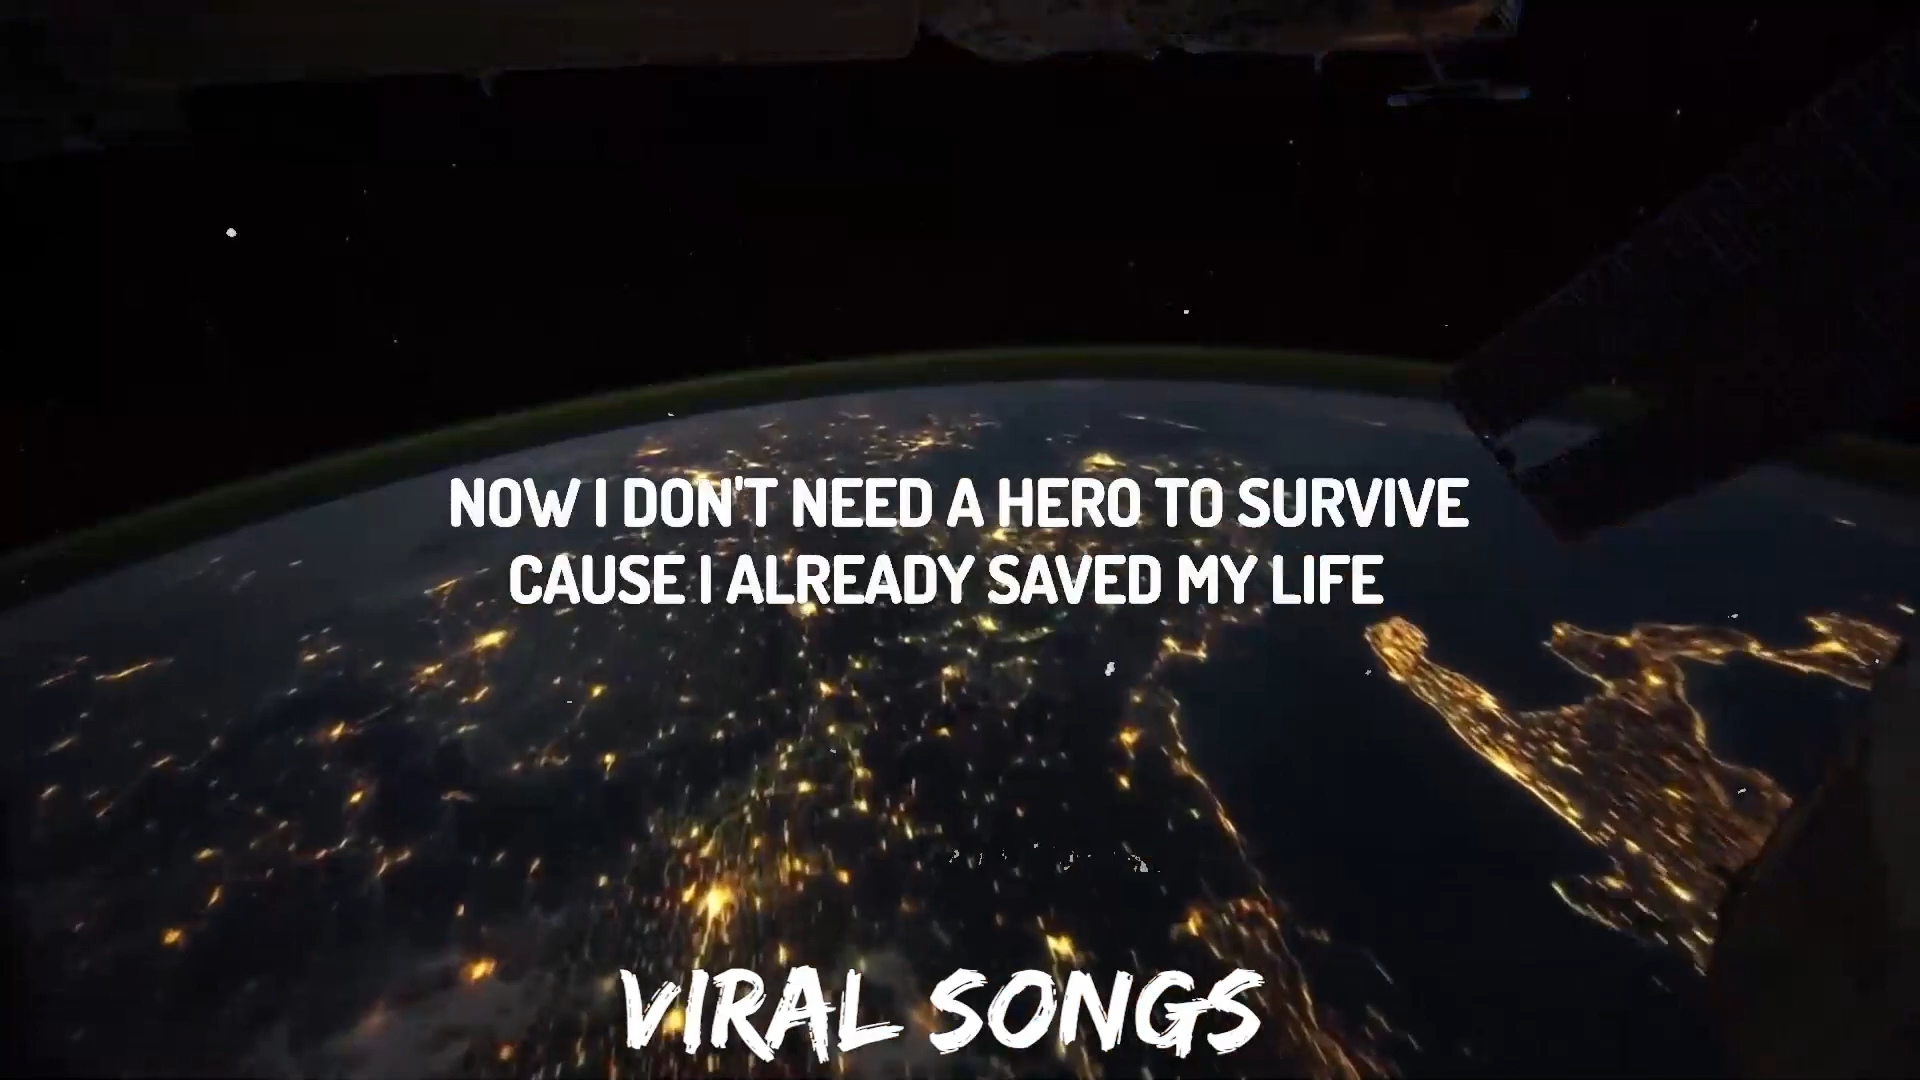 NOW I DON'T NEED A HERO TO SURVIVE
CAUSE I ALREADY SAVED MY LIFE
VIRAL SONGS